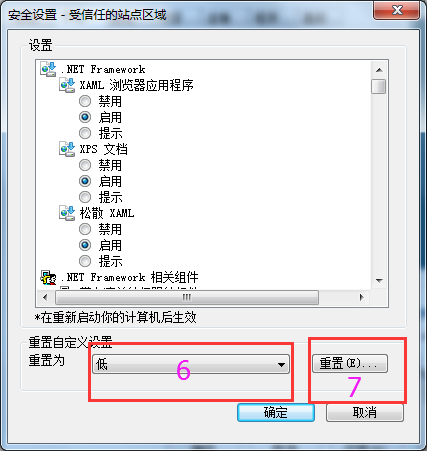 安全设置 - 受信任的站点区域
设置
.NET Framework
XAML 浏览器应用程序
禁用
启用
提示
XPS 文档
禁用
启用
提示
松散 XAML
禁用
启用
提示
.NET Framework 相关组件
*在重新启动你的计算机后生效
重置自定义设置
重置为
低
6
重置(E)...
7
确定
取消